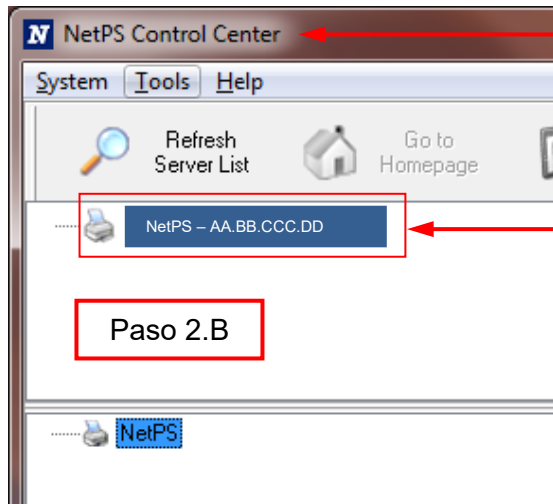 NetPS Control Center
System Tools Help
Refresh
Server List
Go to
Homepage
NetPS – AA.BB.CCC.DD
Paso 2.B
NetPS